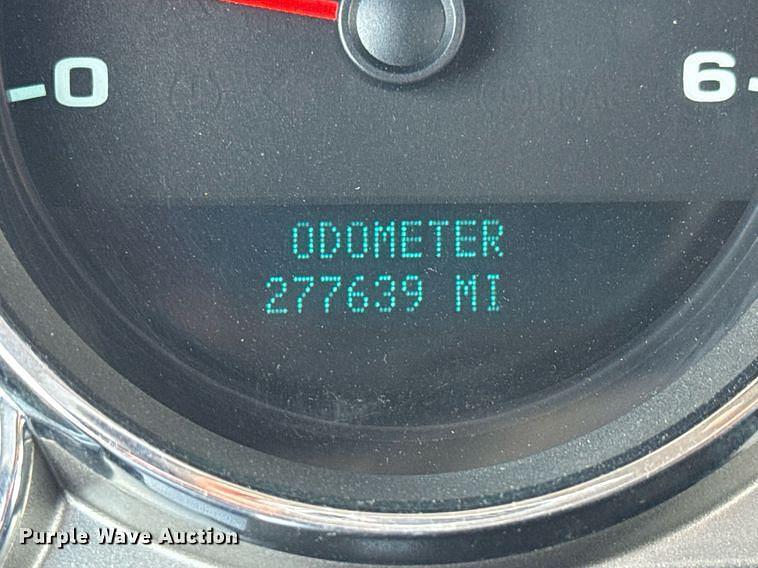 0
6
ODOMETER
277639 MI
Purple Wave Auction